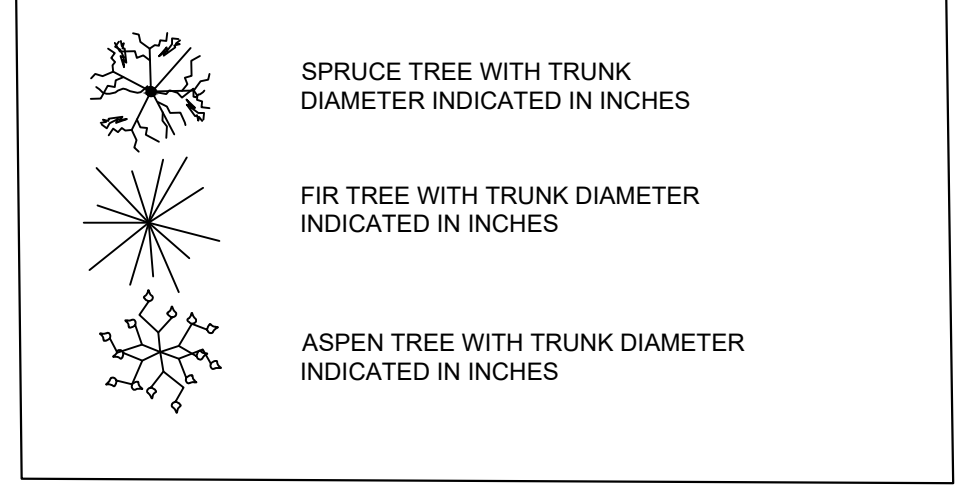 SPRUCE TREE WITH TRUNK
DIAMETER INDICATED IN INCHES
FIR TREE WITH TRUNK DIAMETER
INDICATED IN INCHES
ASPEN TREE WITH TRUNK DIAMETER
INDICATED IN INCHES